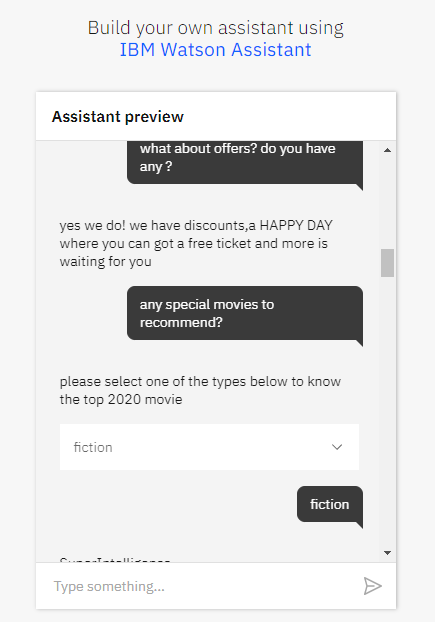 Build your own assistant using
IBM Watson Assistant
Assistant preview
what about offers? do you have
any ?
yes we do! we have discounts,a HAPPY DAY
where you can got a free ticket and more is
waiting for you
any special movies to
recommend?
please select one of the types below to know
the top 2020 movie
fiction
fiction
SuperIntelligence
Type something...